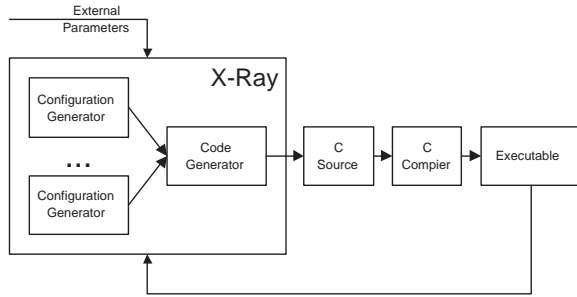 External
Parameters
X-Ray
Configuration
Generator
...
Configuration
Generator
Code
Generator
C
Source
C
Compier
Executable